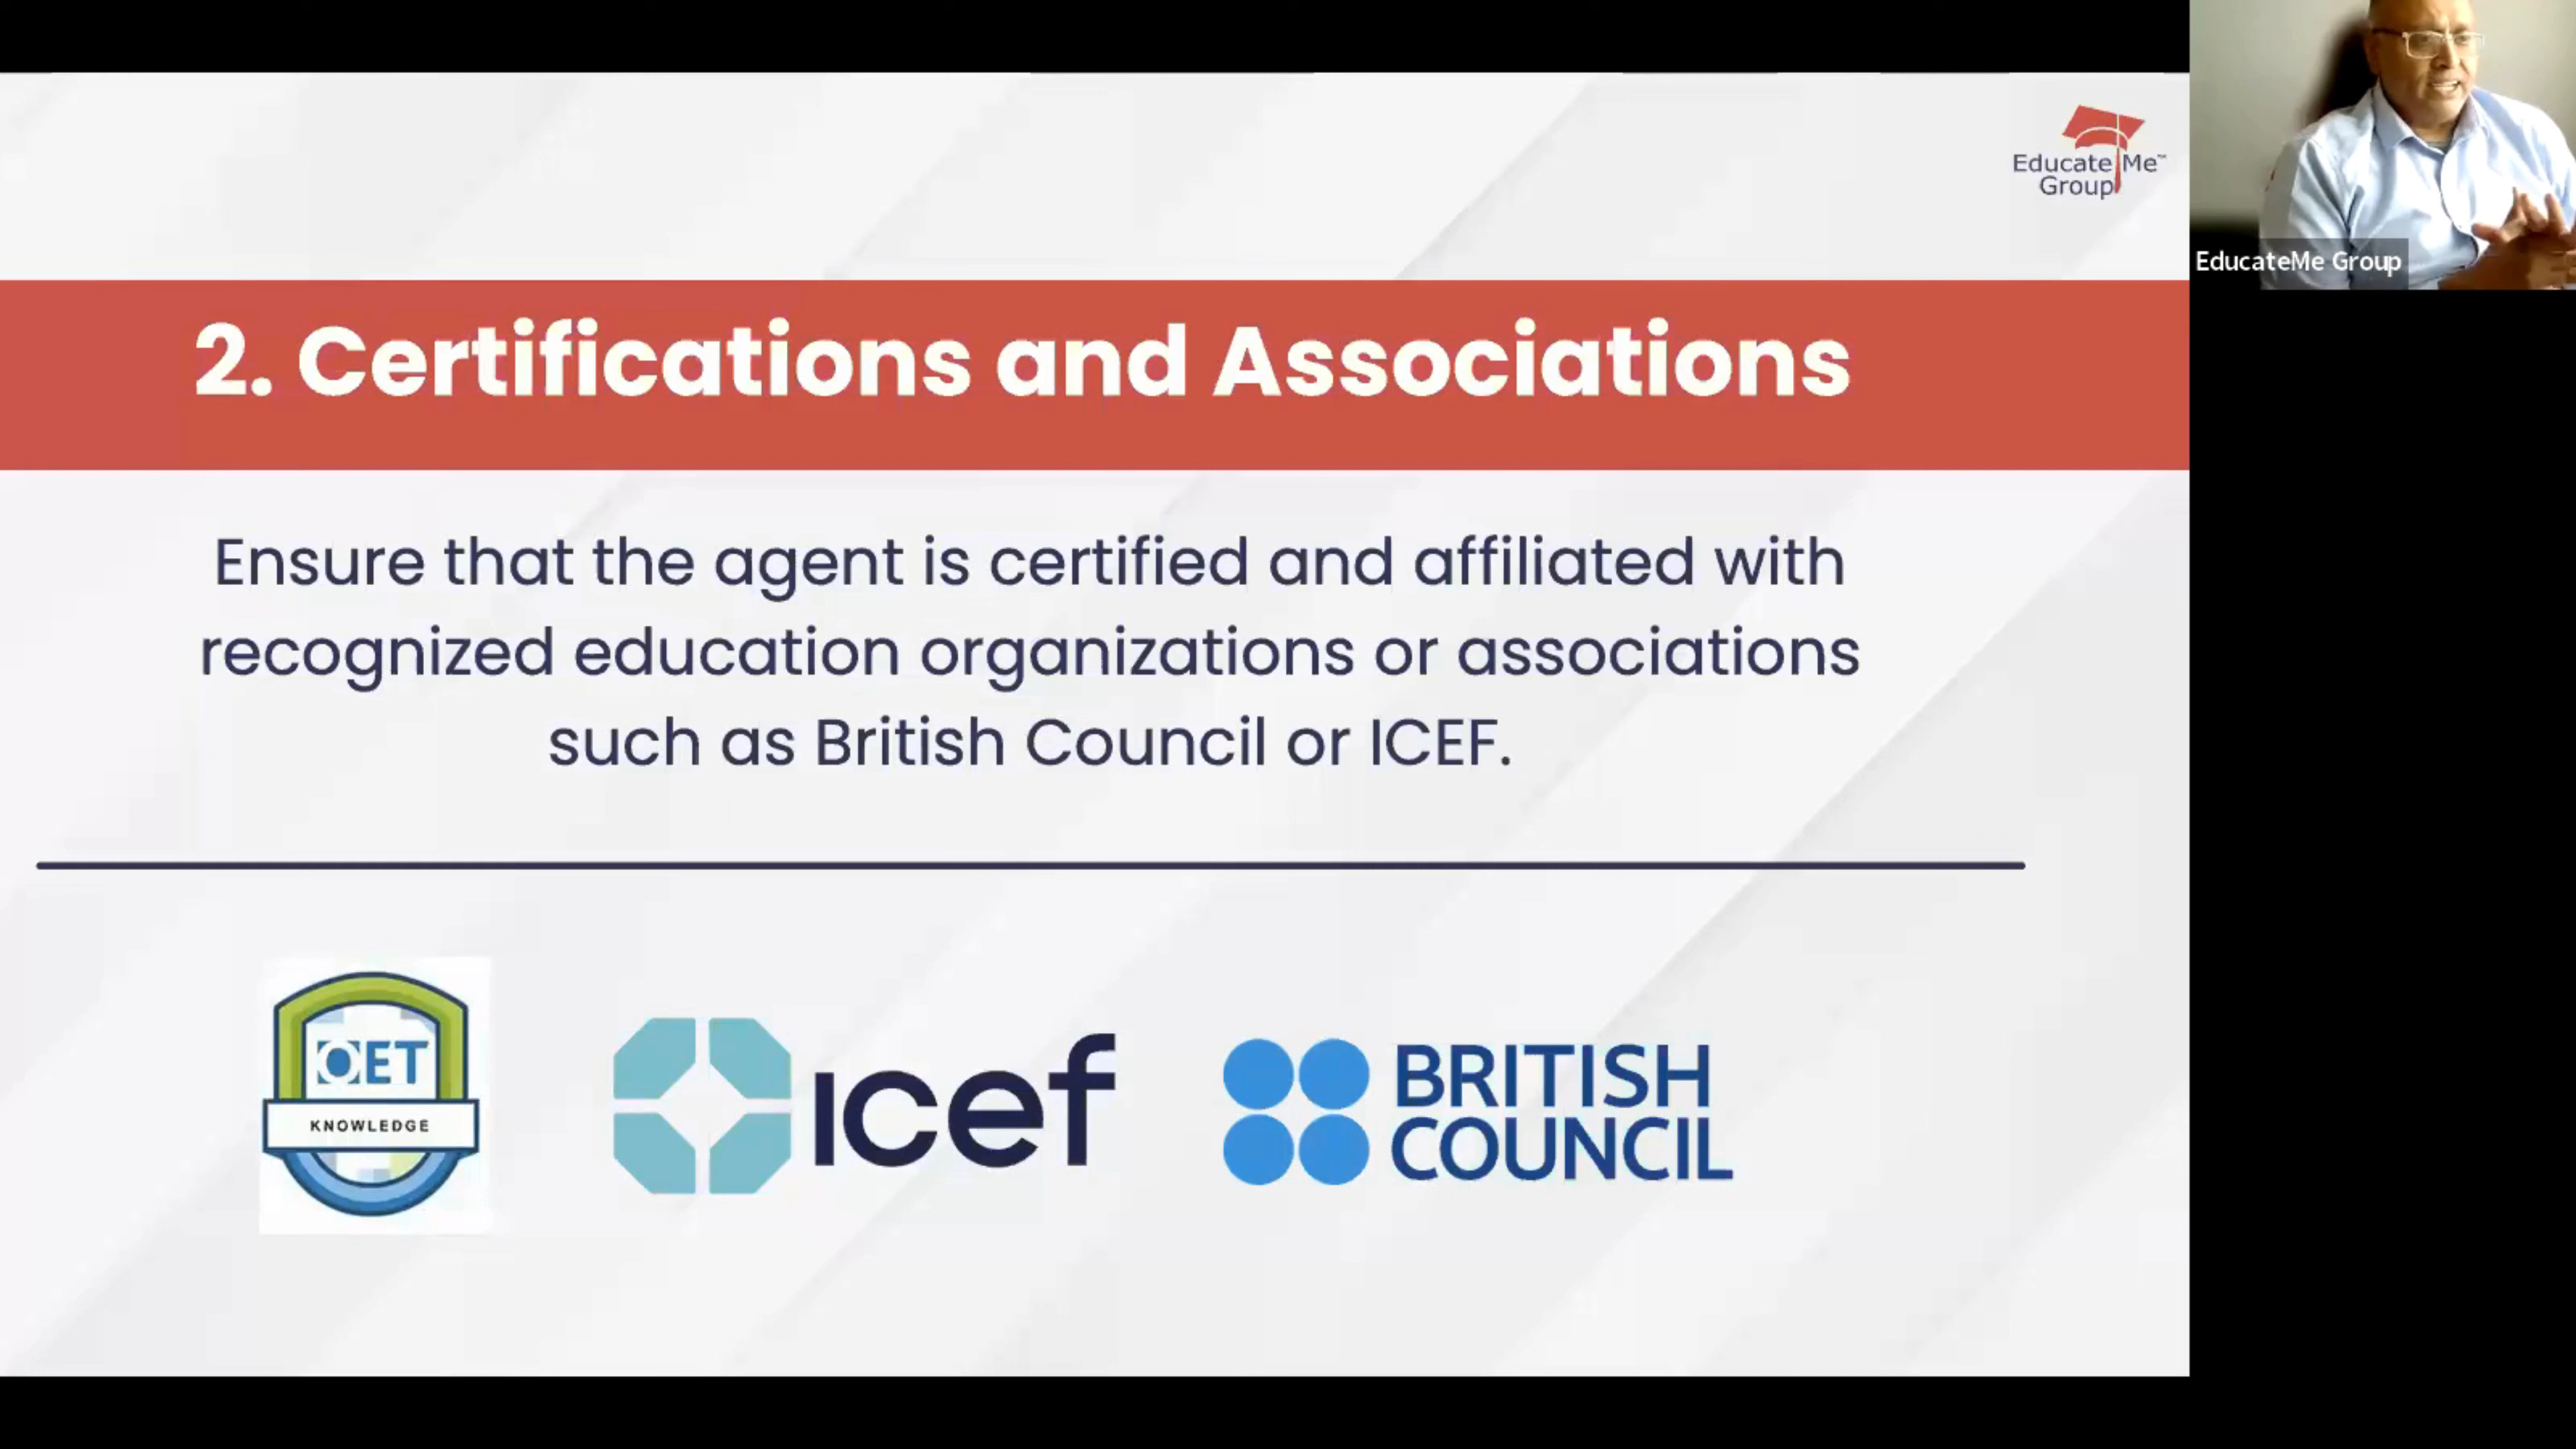 Educate Me™
Group
EducateMe Group
2. Certifications and Associations
Ensure that the agent is certified and affiliated with
recognized education organizations or associations
such as British Council or ICEF.
OET
KNOWLEDGE
icef
BRITISH
COUNCIL